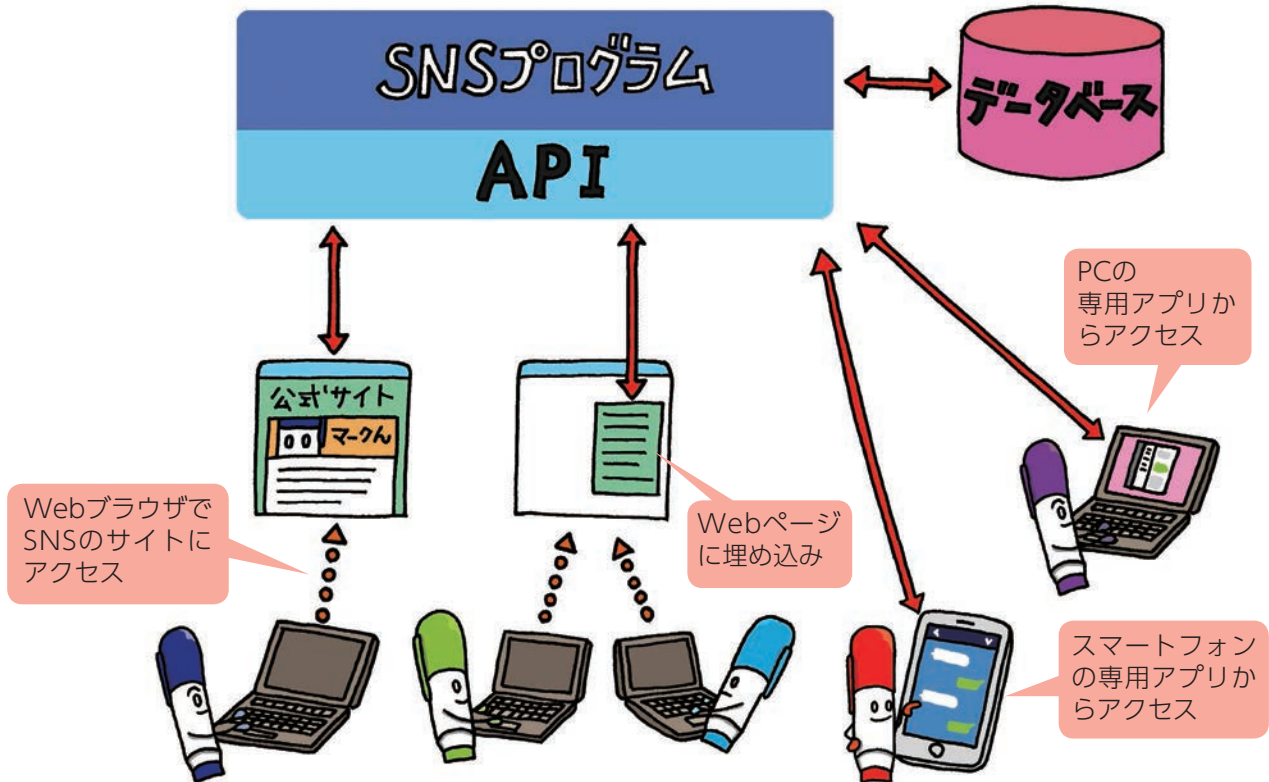 SNSプログラム
API
データベース
PCの
専用アプリか
らアクセス
公式サイト
マークん
Webブラウザで
SNSのサイトに
アクセス
Webページ
に埋め込み
スマートフォン
の専用アプリか
らアクセス